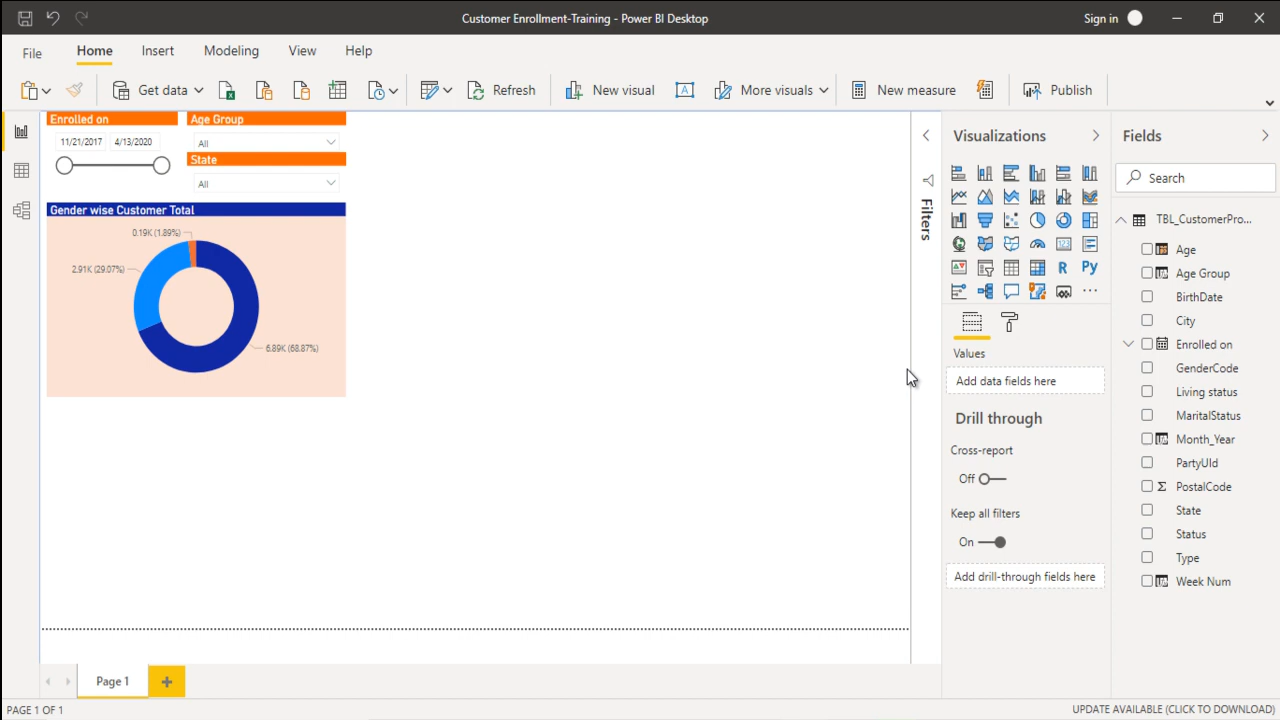 Customer Enrollment-Training - Power BI Desktop
Sign in
File
Home
Insert
Modeling
View
Help
Get data
Refresh
New visual
More visuals
New measure
Publish
Enrolled on
11/21/2017
4/13/2020
Age Group
All
State
All
Gender wise Customer Total
0.19K (1.89%)
2.91K (29.07%)
6.89K (68.87%)
Filters
Visualizations
R
Py
123
Values
Add data fields here
Drill through
Cross-report
Off
Keep all filters
On
Add drill-through fields here
Fields
Search
TBL_CustomerPro...
Age
Age Group
BirthDate
City
Enrolled on
GenderCode
Living status
MaritalStatus
Month_Year
PartyUId
Σ PostalCode
State
Status
Type
Week Num
Page 1
PAGE 1 OF 1
UPDATE AVAILABLE (CLICK TO DOWNLOAD)